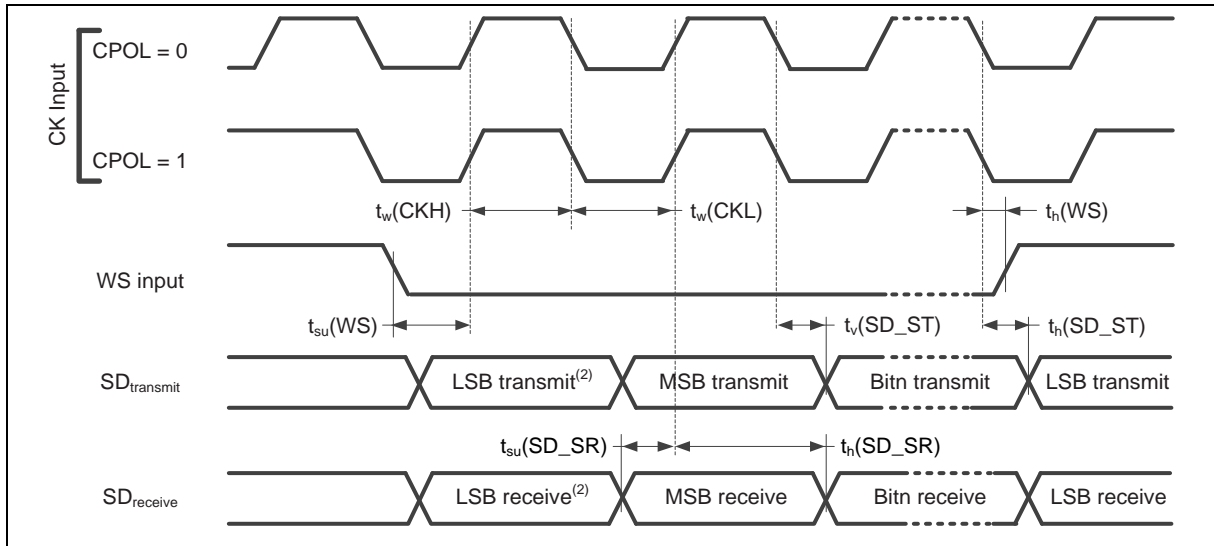 CK Input
CPOL = 0
CPOL = 1
tw(CKH)
tw(CKL)
th(WS)
WS input
tsu(WS)
tv(SD_ST)
th(SD_ST)
SDtransmit
LSB transmit(2)
MSB transmit
Bitn transmit
LSB transmit
tsu(SD_SR)
th(SD_SR)
SDreceive
LSB receive(2)
MSB receive
Bitn receive
LSB receive